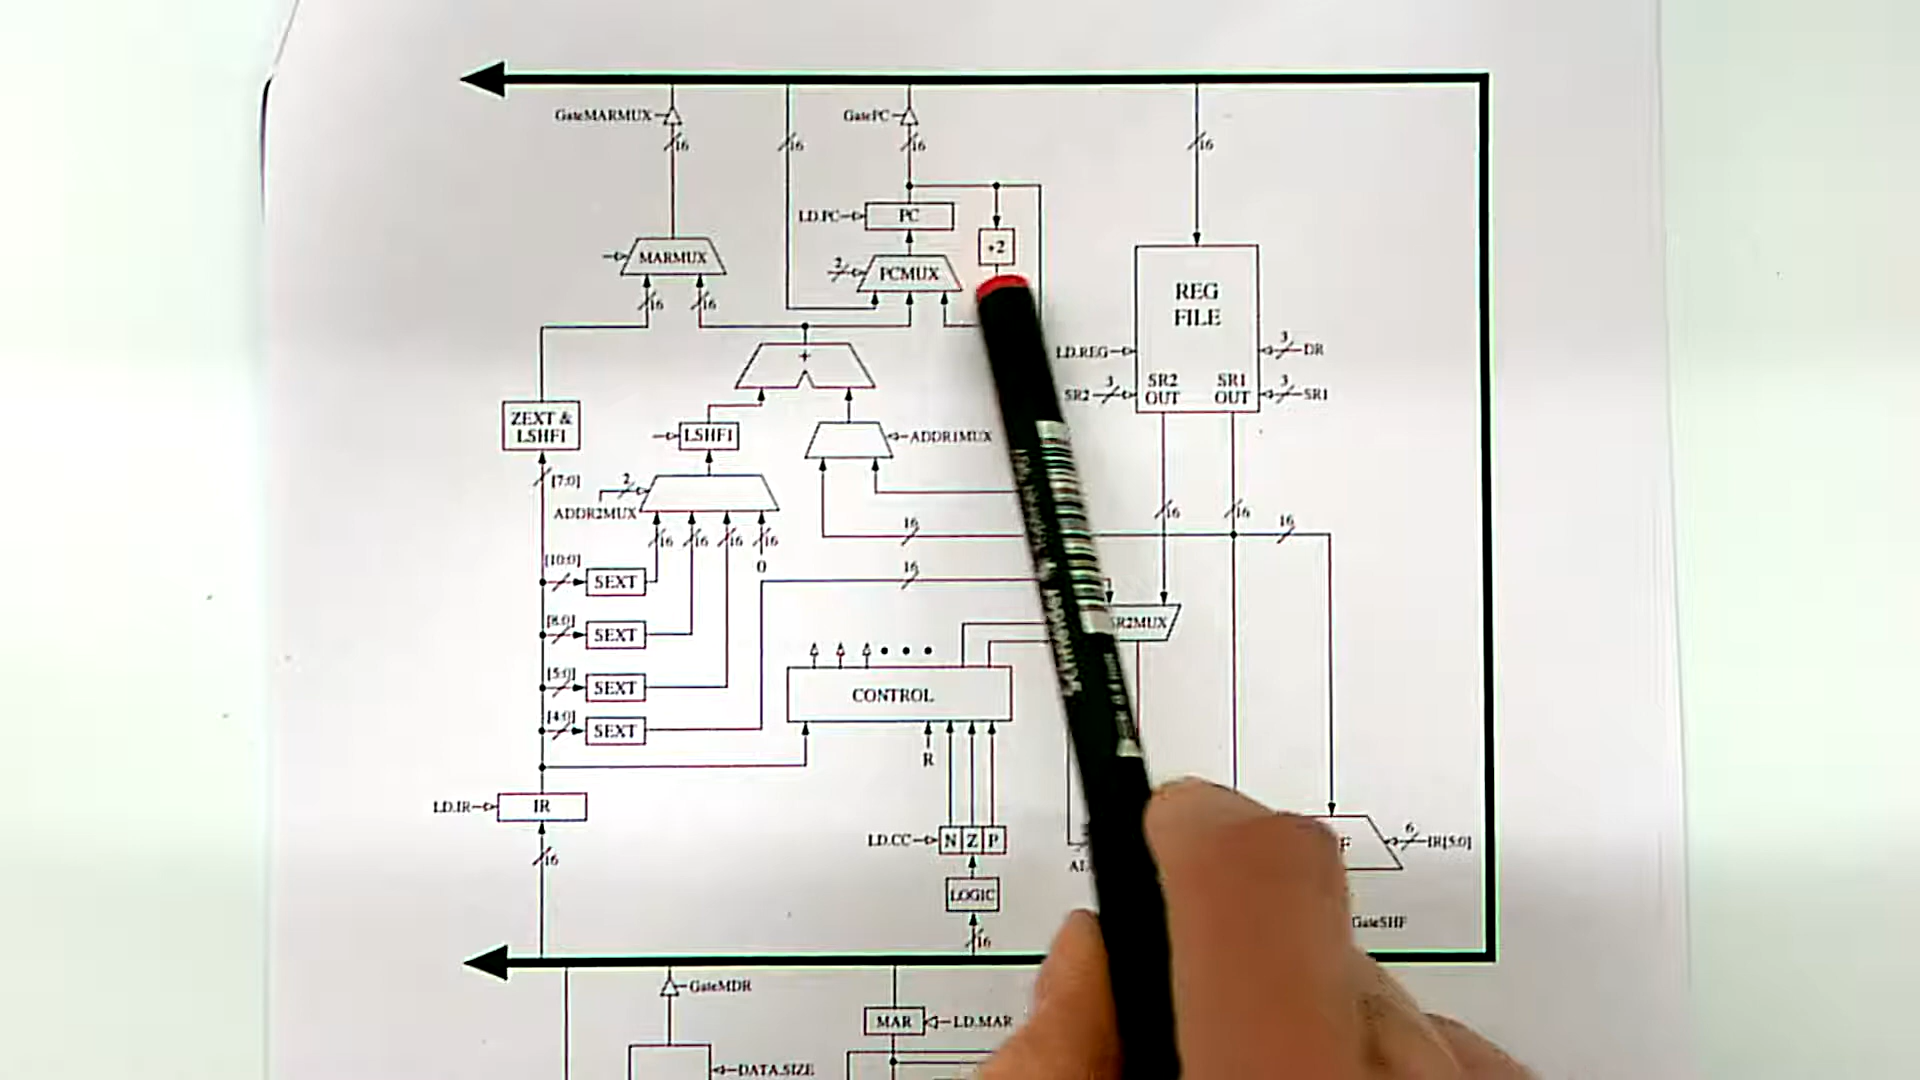 GateMARMUX
GatePC
16
16
16
16
LD.PC
PC
+2
MARMUX
2
PCMUX
REG
FILE
16
16
+
LD.REG
3
DR
SR2
3
SR2
OUT
SR1
OUT
3
SR1
ZEXT &
LSHF1
LSHF1
ADDR1MUX
[7:0]
2
ADDR2MUX
16
16
16
16
16
16
16
16
0
[10:0]
SEXT
16
[8:0]
SEXT
SR2MUX
[5:0]
SEXT
CONTROL
[4:0]
SEXT
R
LD.IR
IR
LD.CC
N Z P
6
IR[5:0]
16
LOGIC
16
GateSHF
GateMDR
MAR
LD.MAR
DATA.SIZE
Schneider